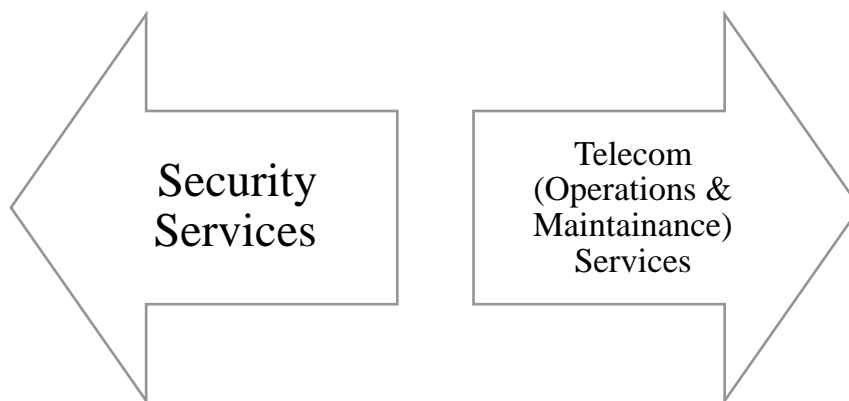 Security
Services
Telecom
(Operations &
Maintainance)
Services